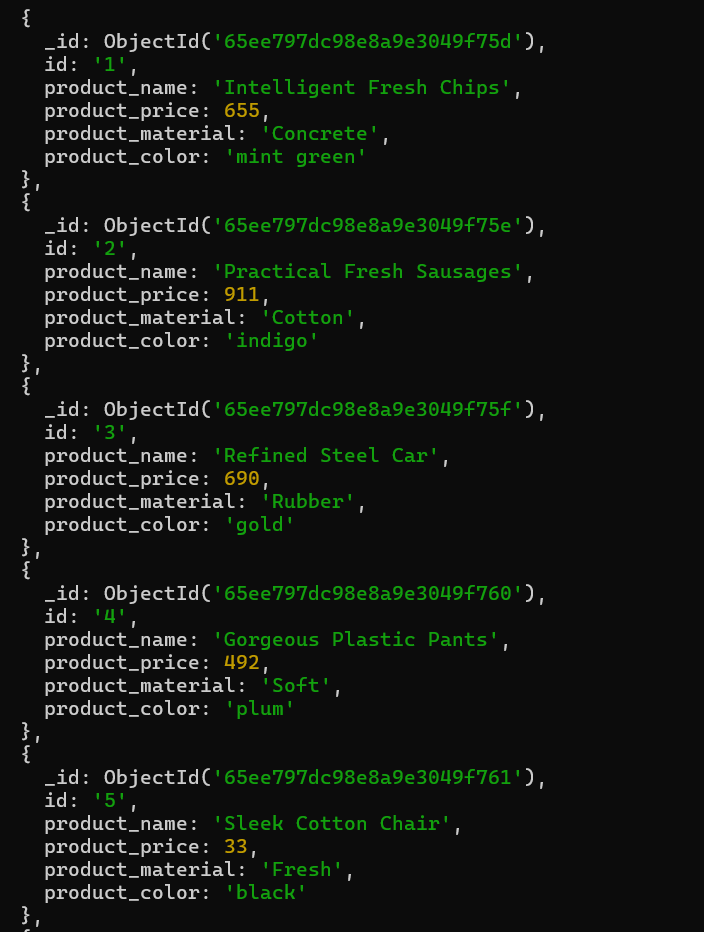 {
_id: ObjectId('65ee797dc98e8a9e3049f75d'),
id: '1',
product_name: 'Intelligent Fresh Chips',
product_price: 655,
product_material: 'Concrete',
product_color: 'mint green'
},
{
_id: ObjectId('65ee797dc98e8a9e3049f75e'),
id: '2',
product_name: 'Practical Fresh Sausages',
product_price: 911,
product_material: 'Cotton',
product_color: 'indigo'
},
{
_id: ObjectId('65ee797dc98e8a9e3049f75f'),
id: '3',
product_name: 'Refined Steel Car',
product_price: 690,
product_material: 'Rubber',
product_color: 'gold'
},
{
_id: ObjectId('65ee797dc98e8a9e3049f760'),
id: '4',
product_name: 'Gorgeous Plastic Pants',
product_price: 492,
product_material: 'Soft',
product_color: 'plum'
},
{
_id: ObjectId('65ee797dc98e8a9e3049f761'),
id: '5',
product_name: 'Sleek Cotton Chair',
product_price: 33,
product_material: 'Fresh',
product_color: 'black'
},